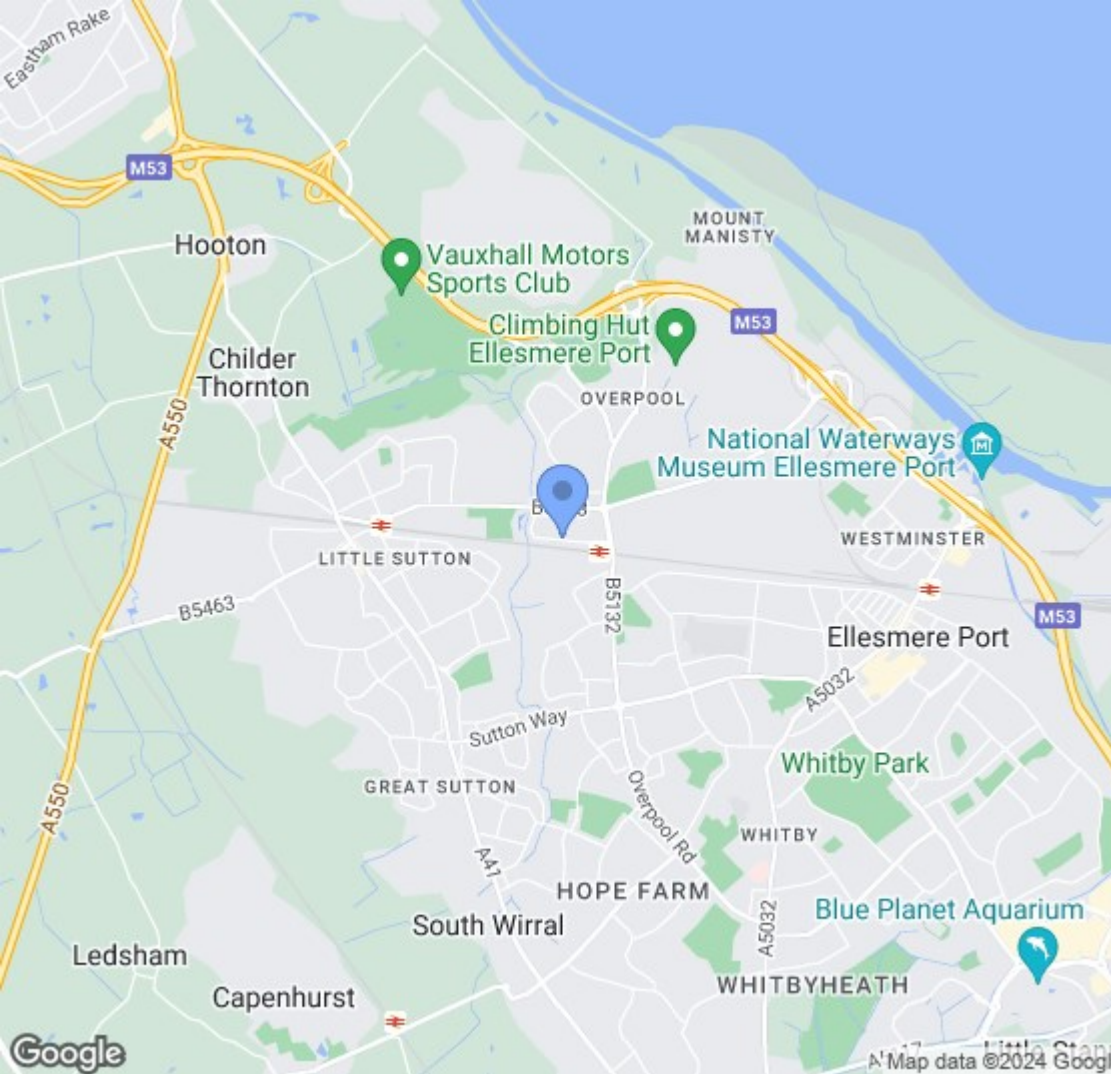 Eastham Rake
M53
MOUNT
MANISTY
Hooton
Vauxhall Motors
Sports Club
M53
Climbing Hut
Ellesmere Port
Childer
Thornton
OVERPOOL
A550
National Waterways
Museum Ellesmere Port
WESTMINSTER
LITTLE SUTTON
B5463
B5132
M53
Ellesmere Port
A5032
Sutton Way
Whitby Park
GREAT SUTTON
A550
Overpool Rd
WHITBY
A41
HOPE FARM
Blue Planet Aquarium
South Wirral
A5032
Ledsham
WHITBYHEATH
Capenhurst
Google
Little
Map data ©2024 Google